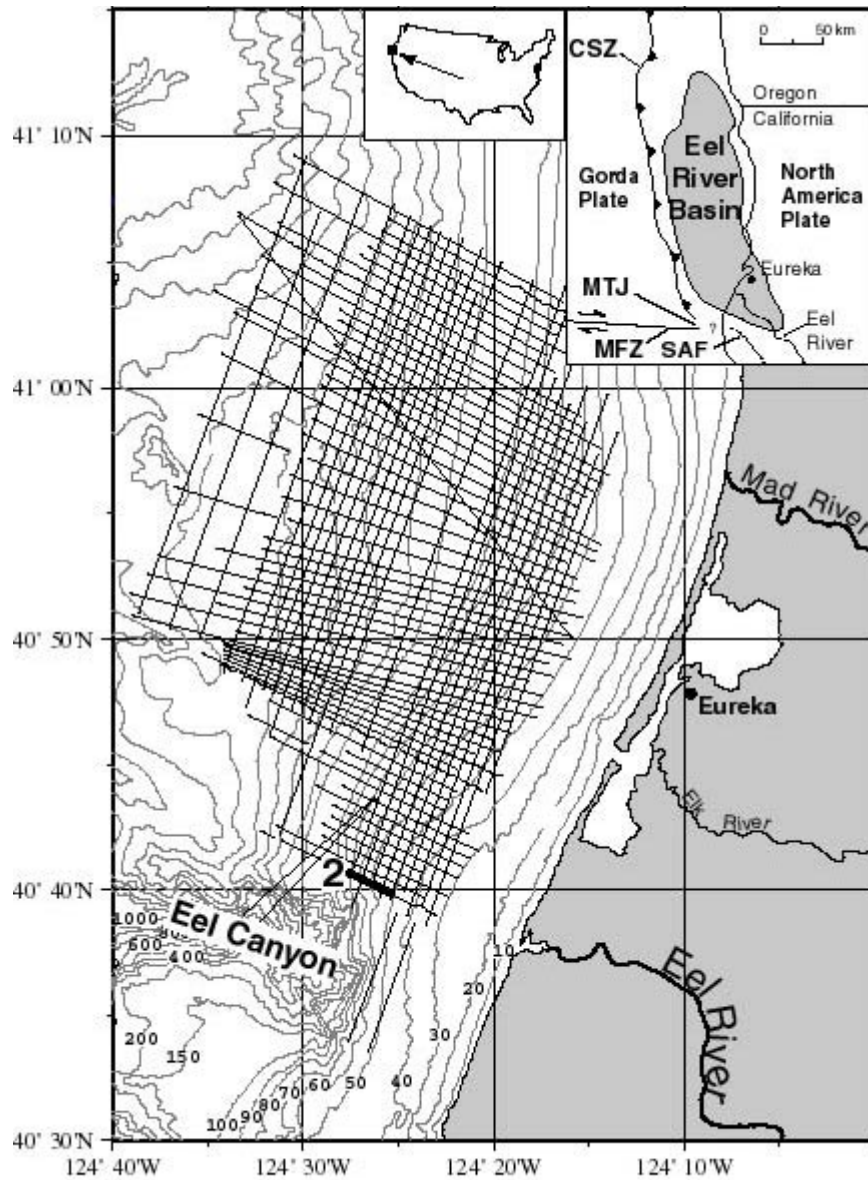 CSZ
0 50 km
Oregon
California
Eel
River
Basin
Gorda
Plate
North
America
Plate
Eureka
MTJ
MFZ
SAF
?
Eel
River
41° 10'N
41° 00'N
Mad River
40° 50'N
Eureka
Elk River
2
40° 40'N
Eel Canyon
1000
600
400
10
20
30
Eel River
200
150
100
90
80
70
60
50
40
40° 30'N
124° 40'W
124° 30'W
124° 20'W
124° 10'W